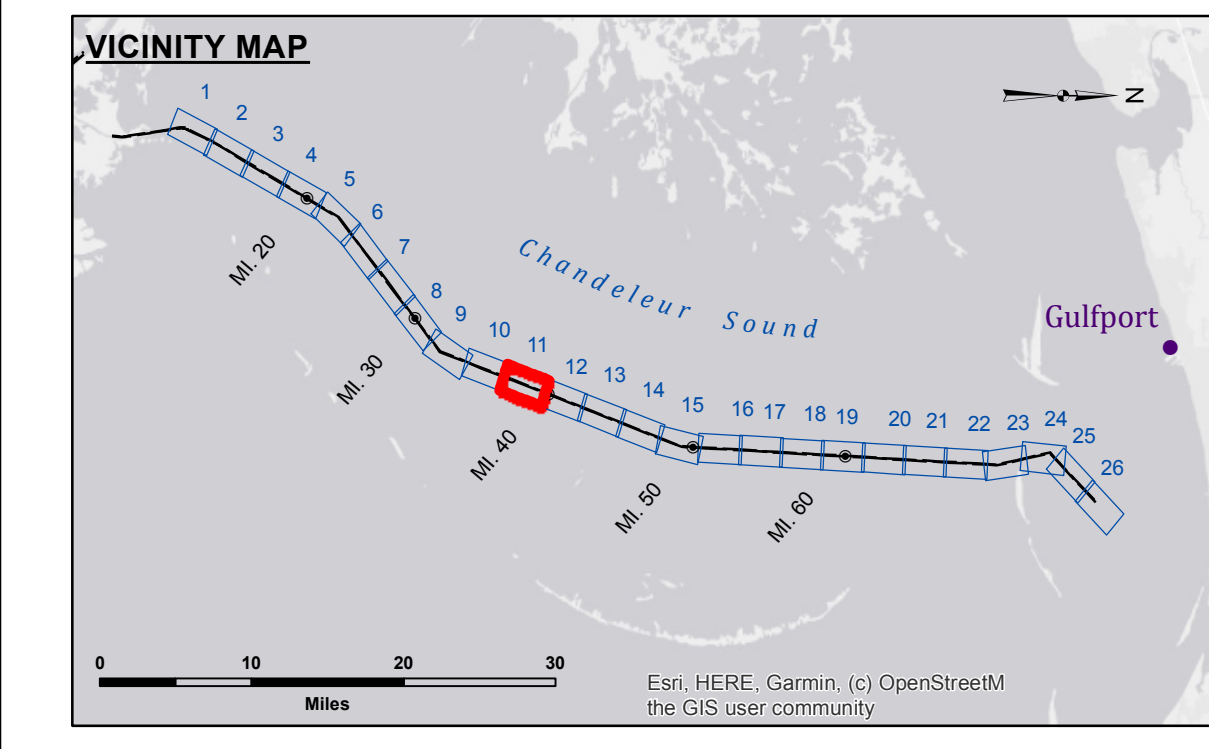 VICINITY MAP
N
1
2
3
4
5
6
7
8
9
10
11
12
13
14
15
16
17
18
19
20
21
22
23
24
25
26
MI. 20
MI. 30
MI. 40
MI. 50
MI. 60
Chandeleur Sound
Gulfport
0 10 20 30
Miles
Esri, HERE, Garmin, (c) OpenStreetM
the GIS user community